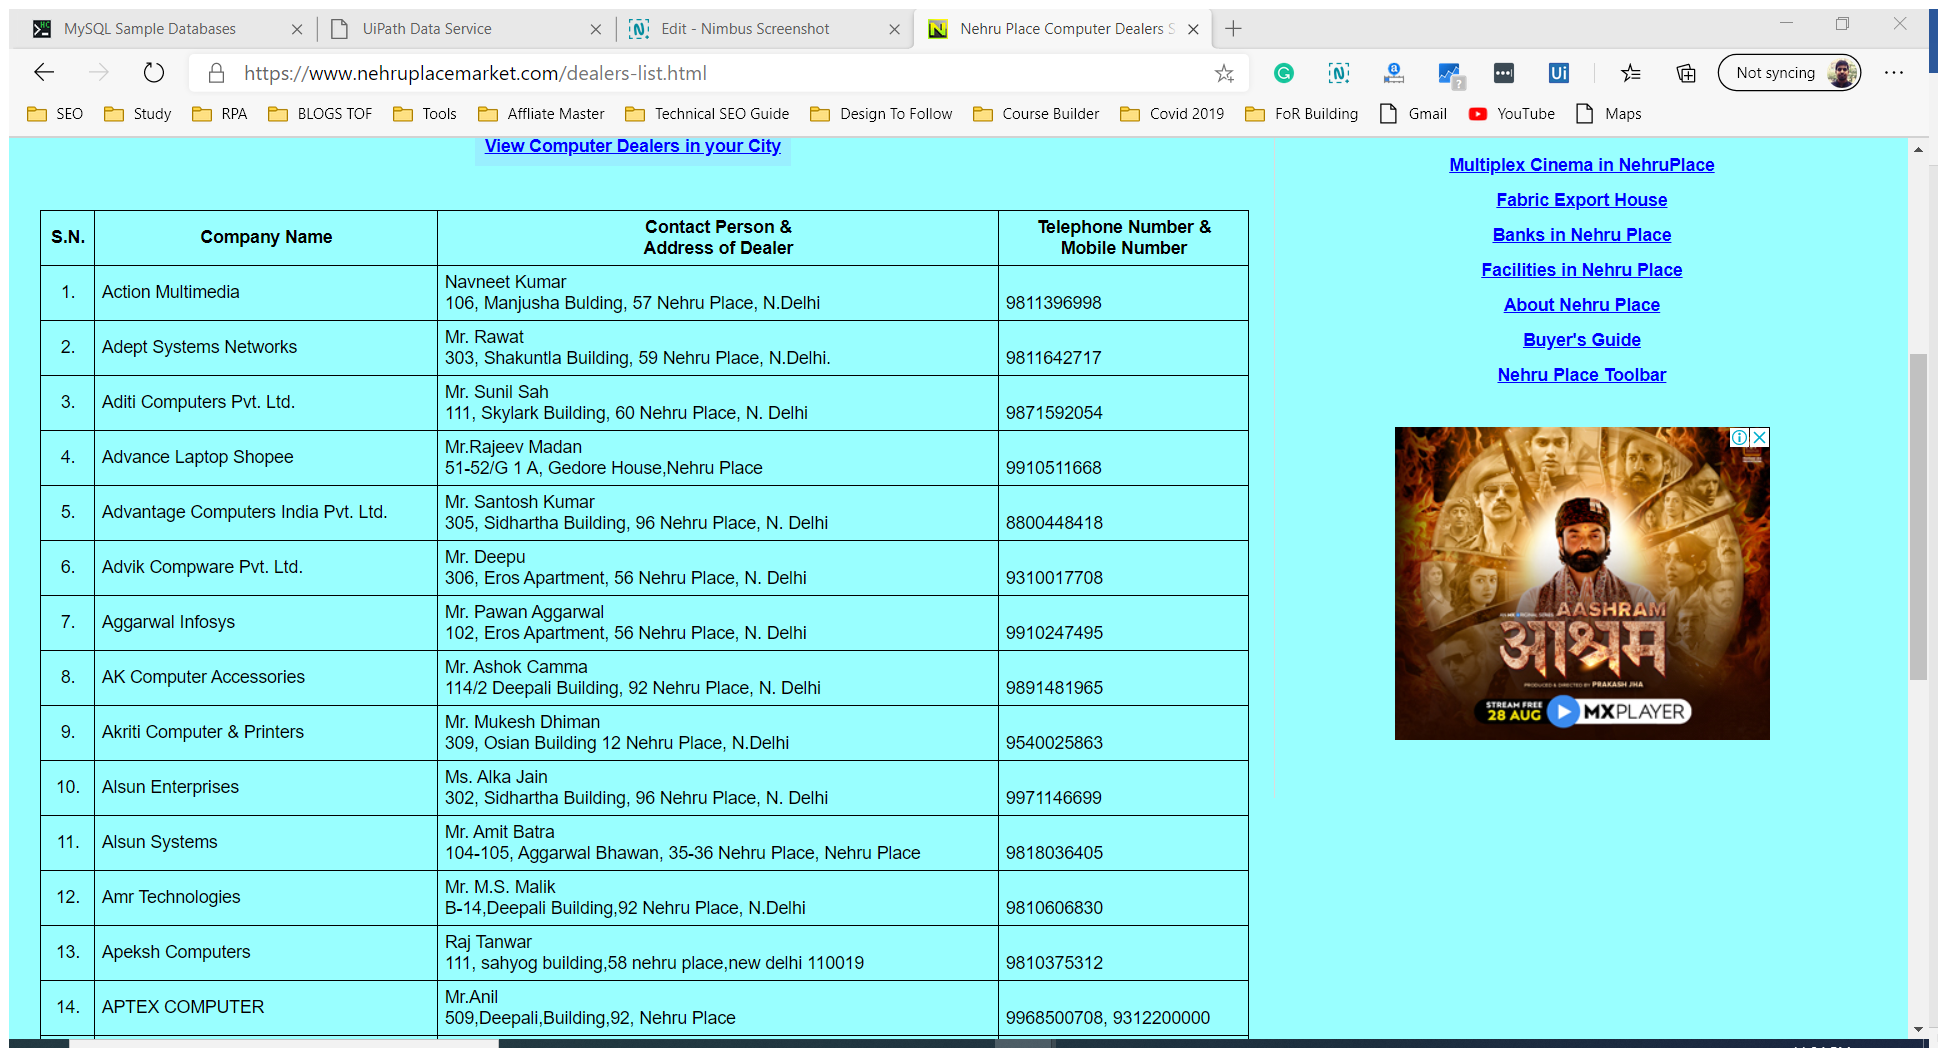 MySQL Sample Databases
UiPath Data Service
Edit - Nimbus Screenshot
Nehru Place Computer Dealers S
https://www.nehruplacemarket.com/dealers-list.html
Not syncing
SEO
Study
RPA
BLOGS TOF
Tools
Affliate Master
Technical SEO Guide
Design To Follow
Course Builder
Covid 2019
FoR Building
Gmail
YouTube
Maps
View Computer Dealers in your City
S.N.
Company Name
Contact Person &
Address of Dealer
Telephone Number &
Mobile Number
1.
Action Multimedia
Navneet Kumar
106, Manjusha Bulding, 57 Nehru Place, N.Delhi
9811396998
2.
Adept Systems Networks
Mr. Rawat
303, Shakuntla Building, 59 Nehru Place, N.Delhi.
9811642717
3.
Aditi Computers Pvt. Ltd.
Mr. Sunil Sah
111, Skylark Building, 60 Nehru Place, N. Delhi
9871592054
4.
Advance Laptop Shopee
Mr.Rajeev Madan
51-52/G 1 A, Gedore House,Nehru Place
9910511668
5.
Advantage Computers India Pvt. Ltd.
Mr. Santosh Kumar
305, Sidhartha Building, 96 Nehru Place, N. Delhi
8800448418
6.
Advik Compware Pvt. Ltd.
Mr. Deepu
306, Eros Apartment, 56 Nehru Place, N. Delhi
9310017708
7.
Aggarwal Infosys
Mr. Pawan Aggarwal
102, Eros Apartment, 56 Nehru Place, N. Delhi
9910247495
8.
AK Computer Accessories
Mr. Ashok Camma
114/2 Deepali Building, 92 Nehru Place, N. Delhi
9891481965
9.
Akriti Computer & Printers
Mr. Mukesh Dhiman
309, Osian Building 12 Nehru Place, N.Delhi
9540025863
10.
Alsun Enterprises
Ms. Alka Jain
302, Sidhartha Building, 96 Nehru Place, N. Delhi
9971146699
11.
Alsun Systems
Mr. Amit Batra
104-105, Aggarwal Bhawan, 35-36 Nehru Place, Nehru Place
9818036405
12.
Amr Technologies
Mr. M.S. Malik
B-14,Deepali Building,92 Nehru Place, N.Delhi
9810606830
13.
Apeksh Computers
Raj Tanwar
111, sahyog building,58 nehru place,new delhi 110019
9810375312
14.
APTEX COMPUTER
Mr.Anil
509,Deepali,Building,92, Nehru Place
9968500708, 9312200000
Multiplex Cinema in NehruPlace
Fabric Export House
Banks in Nehru Place
Facilities in Nehru Place
About Nehru Place
Buyer's Guide
Nehru Place Toolbar
AASHRAM
आश्रम
PRODUCED & DIRECTED BY PRAKASH JHA
STREAM FREE
28 AUG
MXPLAYER